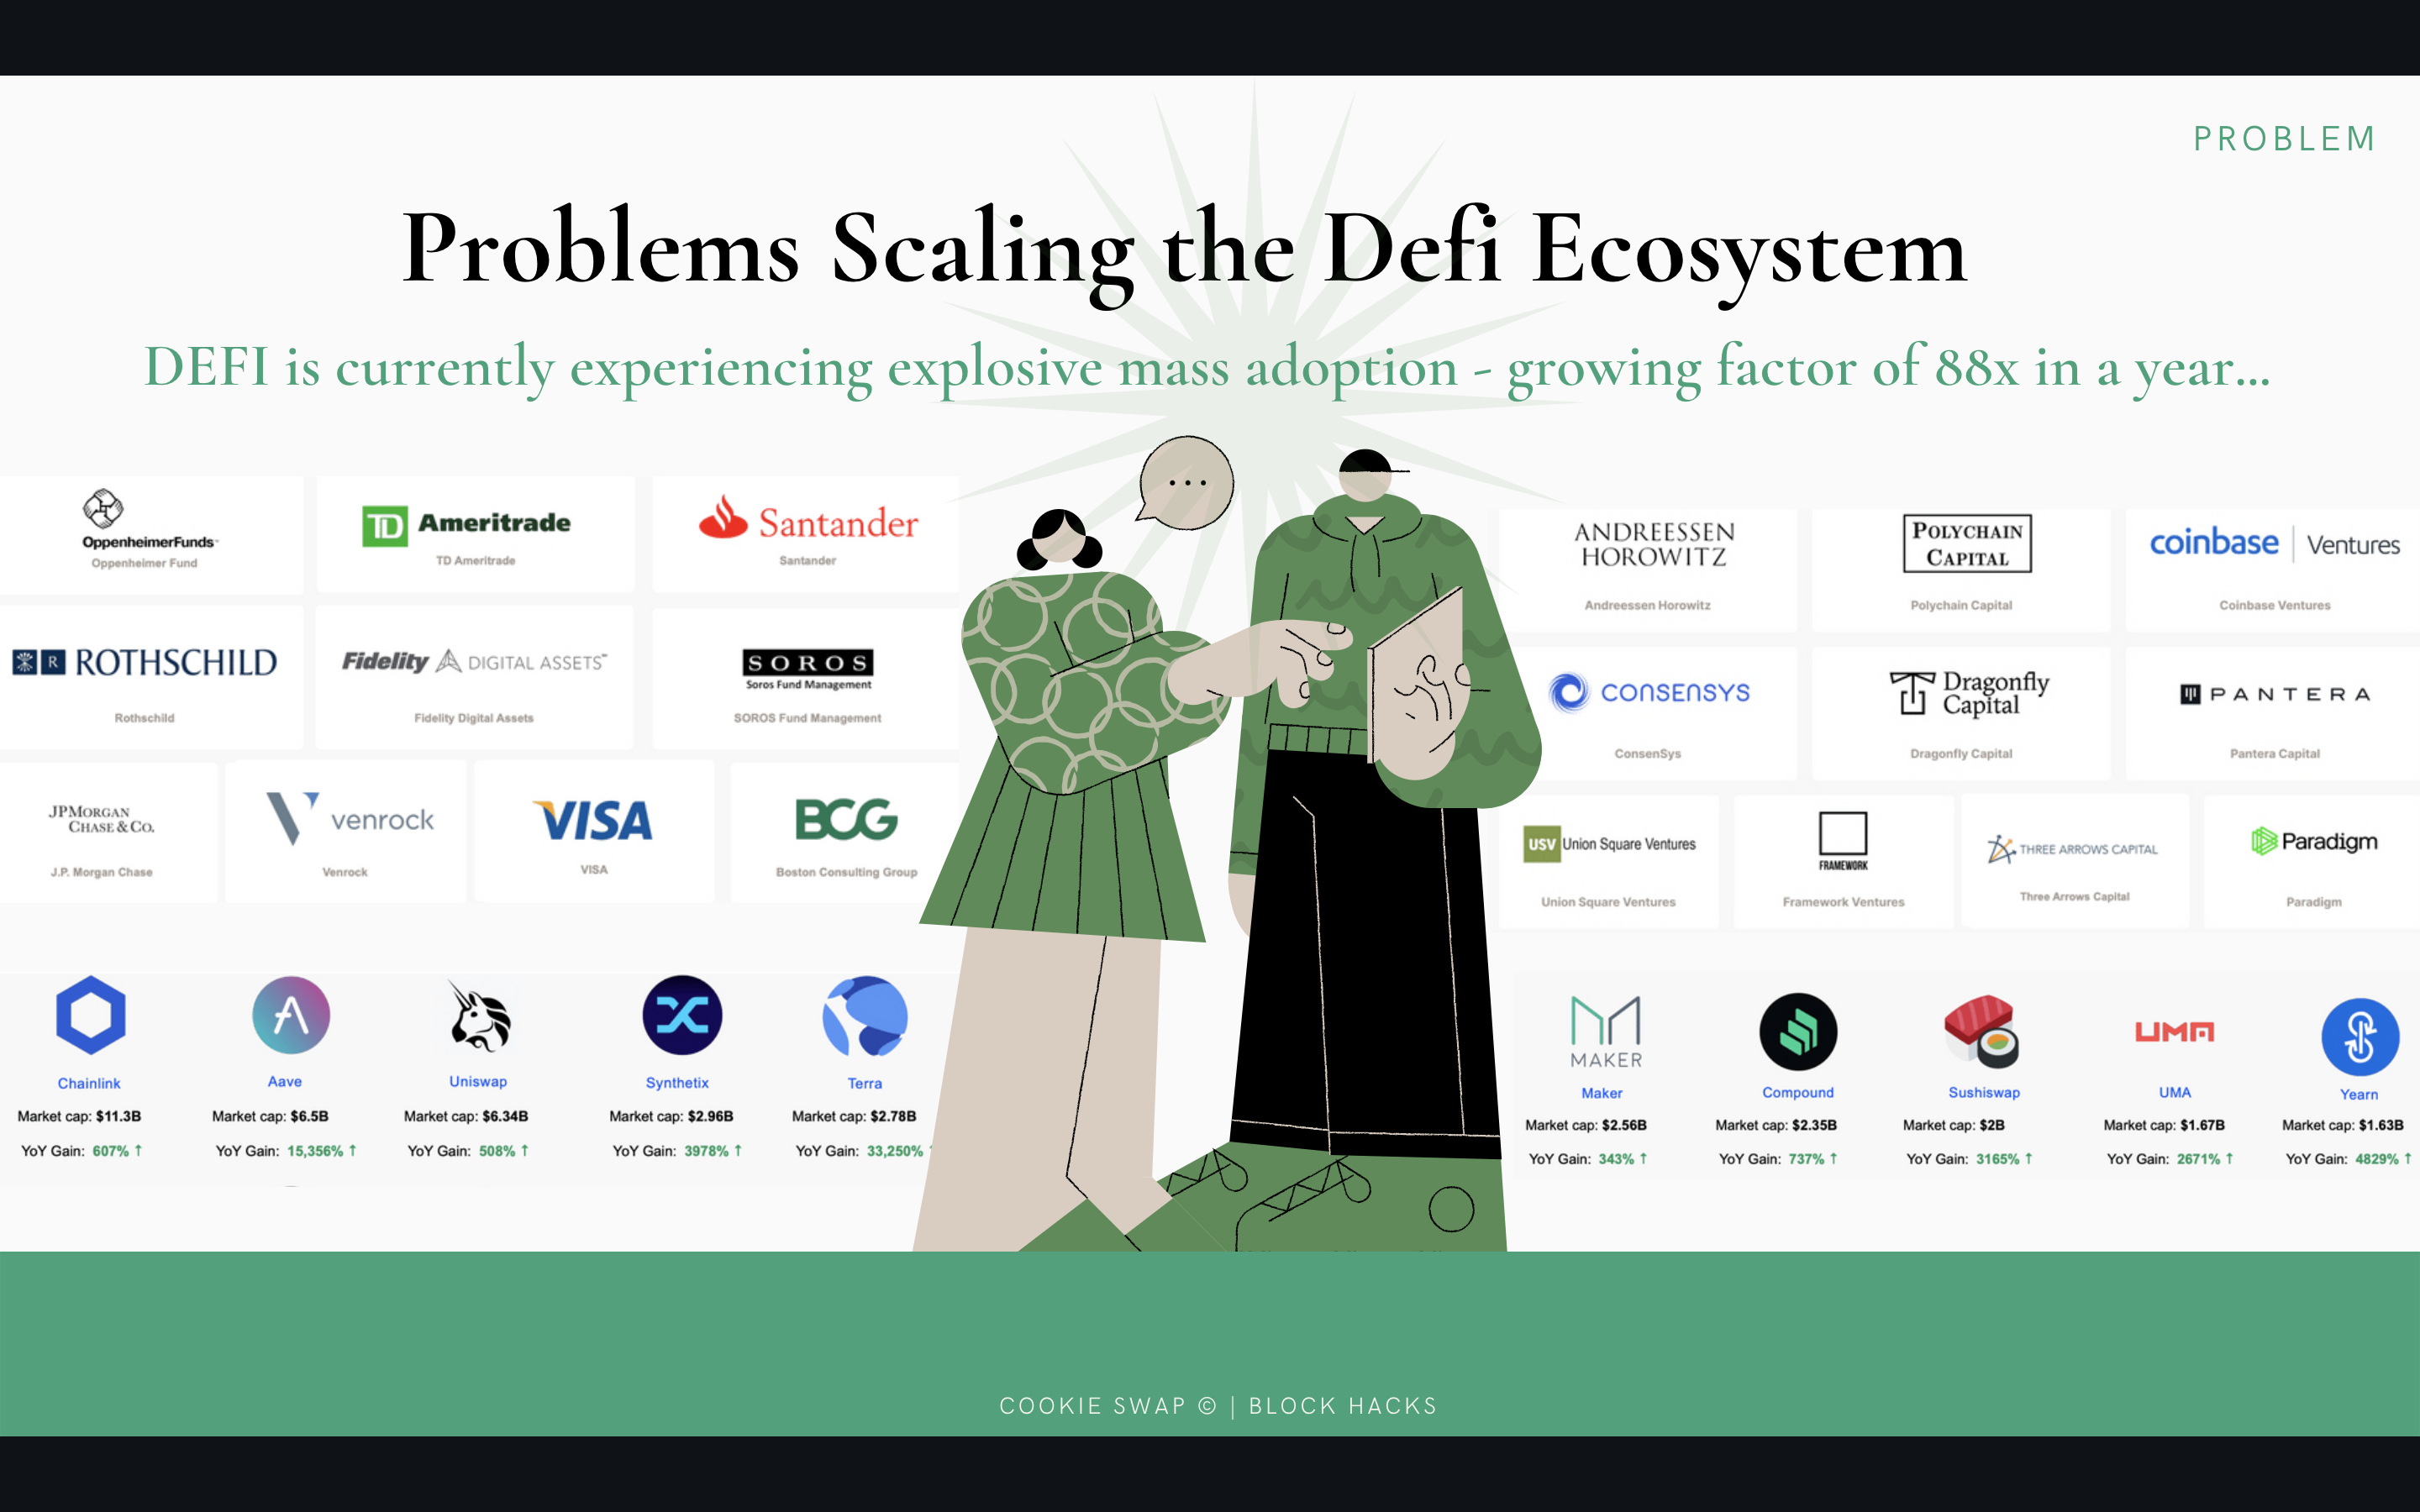 PROBLEM
Problems Scaling the Defi Ecosystem
DEFI is currently experiencing explosive mass adoption - growing factor of 88x in a year...
OppenheimerFunds™
Oppenheimer Fund
TD Ameritrade
TD Ameritrade
Santander
Santander
R ROTHSCHILD
Rothschild
Fidelity DIGITAL ASSETS℠
Fidelity Digital Assets
SOROS
Soros Fund Management
SOROS Fund Management
JPMORGAN
CHASE & CO.
J.P. Morgan Chase
venrock
Venrock
VISA
VISA
BCG
Boston Consulting Group
ANDREESSEN
HOROWITZ
Andreessen Horowitz
POLYCHAIN
CAPITAL
Polychain Capital
coinbase | Ventures
Coinbase Ventures
CONSENSYS
ConsenSys
Dragonfly
Capital
Dragonfly Capital
PANTERA
Pantera Capital
USV Union Square Ventures
Union Square Ventures
FRAMEWORK
Framework Ventures
THREE ARROWS CAPITAL
Three Arrows Capital
Paradigm
Paradigm
Chainlink
Market cap: $11.3B
YoY Gain: 607% ↑
Aave
Market cap: $6.5B
YoY Gain: 15,356% ↑
Uniswap
Market cap: $6.34B
YoY Gain: 508% ↑
Synthetix
Market cap: $2.96B
YoY Gain: 3978% ↑
Terra
Market cap: $2.78B
YoY Gain: 33,250% ↑
MAKER
Maker
Market cap: $2.56B
YoY Gain: 343% ↑
Compound
Market cap: $2.35B
YoY Gain: 737% ↑
Sushiswap
Market cap: $2B
YoY Gain: 3165% ↑
UMA
UMA
Market cap: $1.67B
YoY Gain: 2671% ↑
Yearn
Market cap: $1.63B
YoY Gain: 4829% ↑
COOKIE SWAP © | BLOCK HACKS